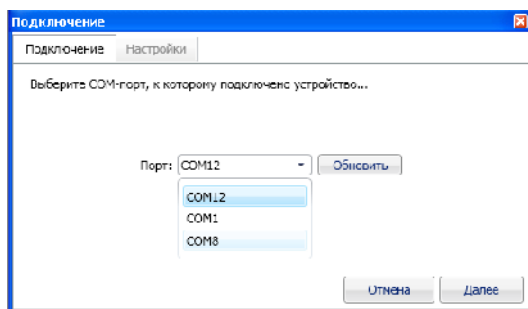 Подключение
Подключение Настройки
Выберите COM-порт, к которому подключено устройство...
Порт: COM12 Обновить
COM12
COM1
COM8
Отмена Далее